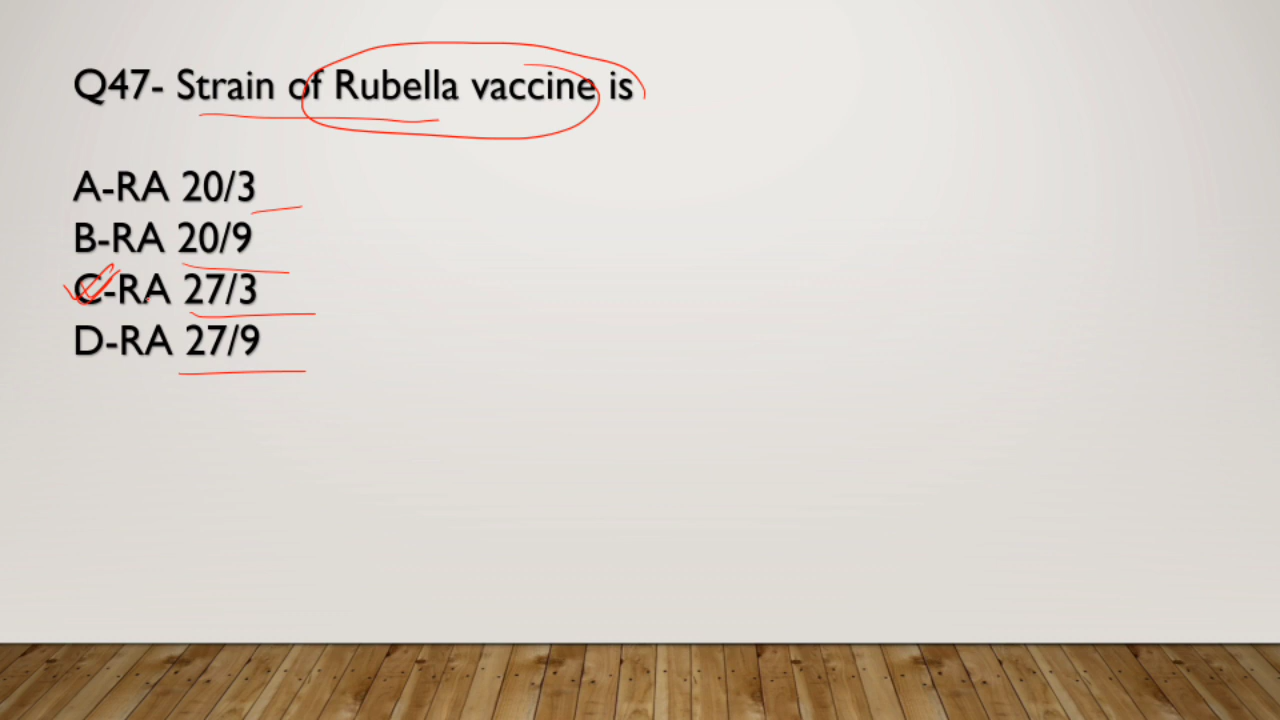 Q47- Strain of Rubella vaccine is
A-RA 20/3
B-RA 20/9
C-RA 27/3
D-RA 27/9